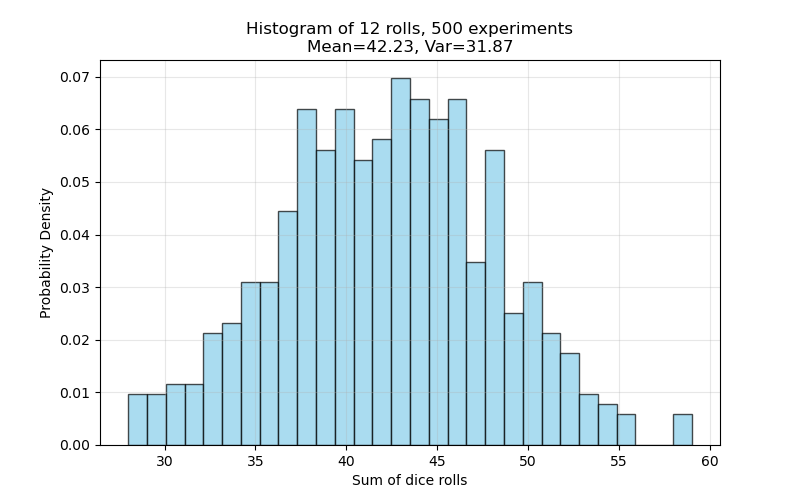 Histogram of 12 rolls, 500 experiments
Mean=42.23, Var=31.87
Probability Density
0.07
0.06
0.05
0.04
0.03
0.02
0.01
0.00
30 35 40 45 50 55 60
Sum of dice rolls